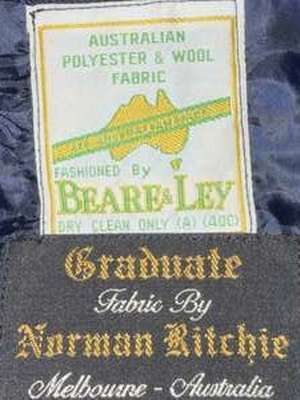 AUSTRALIAN
POLYESTER & WOOL
FABRIC
FASHIONED By
BEARE & LEY
DRY CLEAN ONLY (A) (40C)
Graduate
Fabric By
Norman Ritchie
Melbourne - Australia